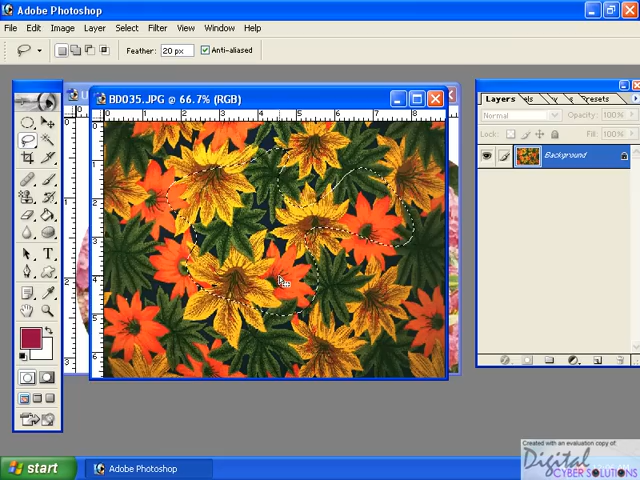 Adobe Photoshop
File Edit Image Layer Select Filter View Window Help
Feather: 20 px Anti-aliased
BD035.JPG @ 66.7% (RGB)
Layers
Normal Opacity: 100%
Lock: Fill: 100%
Background
start Adobe Photoshop
Created with an evaluation copy of:
Digital
CYBER SOLUTIONS